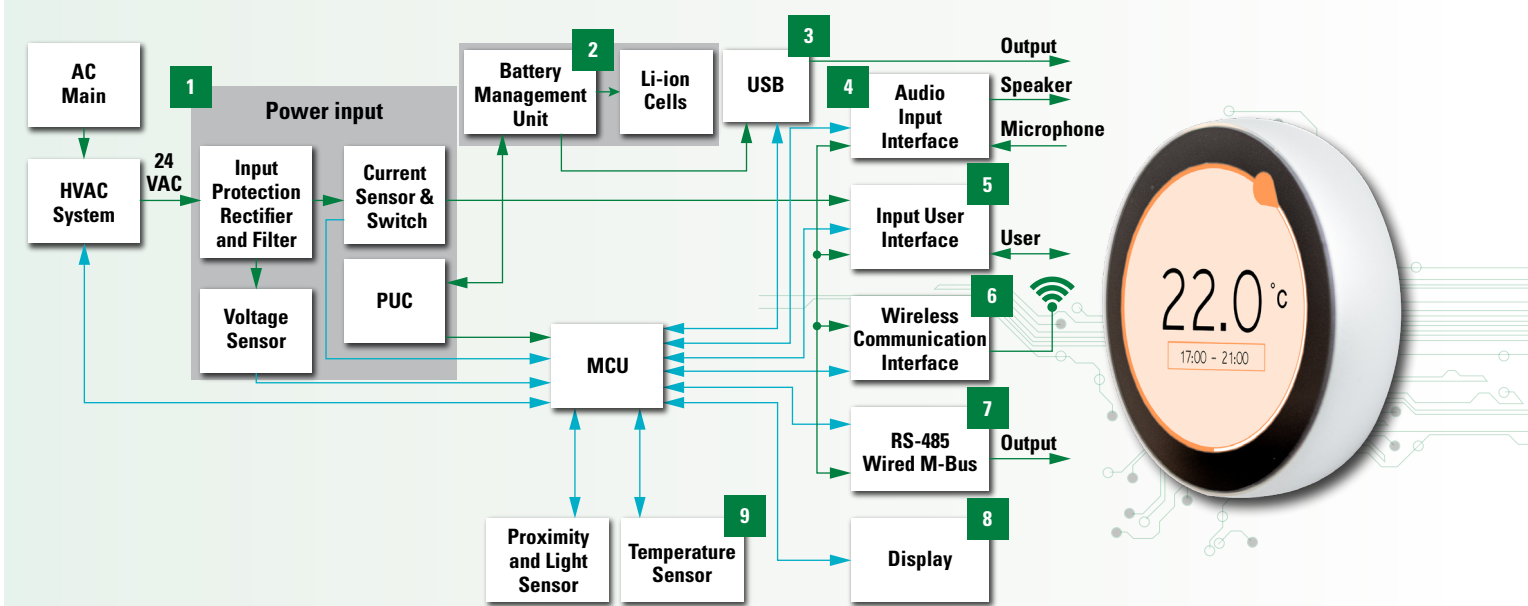 AC
Main
HVAC
System
24
VAC
1
Power input
Input
Protection
Rectifier
and Filter
Current
Sensor &
Switch
PUC
Voltage
Sensor
2
Battery
Management
Unit
Li-ion
Cells
3
USB
Output
4
Audio
Input
Interface
Speaker
Microphone
5
Input User
Interface
User
6
Wireless
Communication
Interface
MCU
7
RS-485
Wired M-Bus
Output
8
Display
9
Temperature
Sensor
Proximity
and Light
Sensor
22.0 °c
17:00 - 21:00